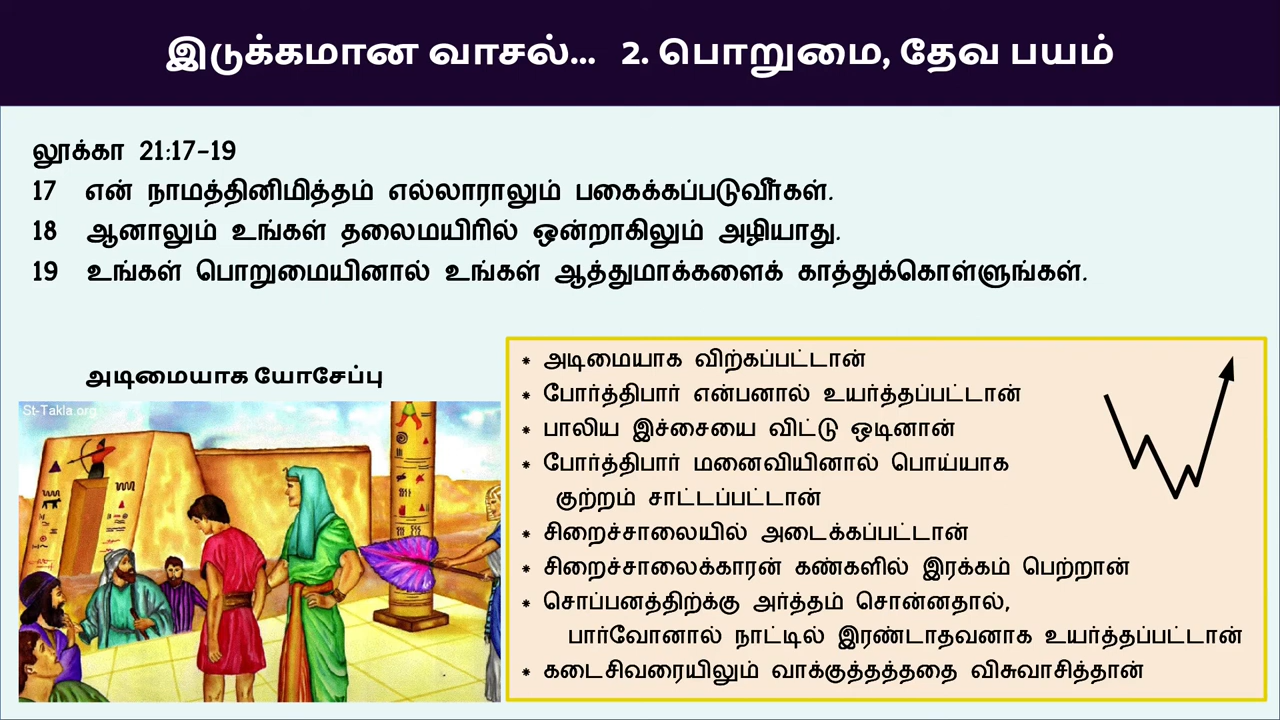 இடுக்கமான வாசல்... 2. பொறுமை, தேவ பயம்
லூக்கா 21:17-19
17 என் நாமத்தினிமித்தம் எல்லாராலும் பகைக்கப்படுவீர்கள்.
18 ஆனாலும் உங்கள் தலைமயிரில் ஒன்றாகிலும் அழியாது.
19 உங்கள் பொறுமையினால் உங்கள் ஆத்துமாக்களைக் காத்துக்கொள்ளுங்கள்.
அடிமையாக யோசேப்பு
St-Takla.org
* அடிமையாக விற்கப்பட்டான்
* போர்த்திபார் என்பனால் உயர்த்தப்பட்டான்
* பாலிய இச்சையை விட்டு ஒடினான்
* போர்த்திபார் மனைவியினால் பொய்யாக
குற்றம் சாட்டப்பட்டான்
* சிறைச்சாலையில் அடைக்கப்பட்டான்
* சிறைச்சாலைக்காரன் கண்களில் இரக்கம் பெற்றான்
* சொப்பனத்திற்க்கு அர்த்தம் சொன்னதால்,
பார்வோனால் நாட்டில் இரண்டாதவனாக உயர்த்தப்பட்டான்
* கடைசிவரையிலும் வாக்குத்தத்ததை விசுவாசித்தான்